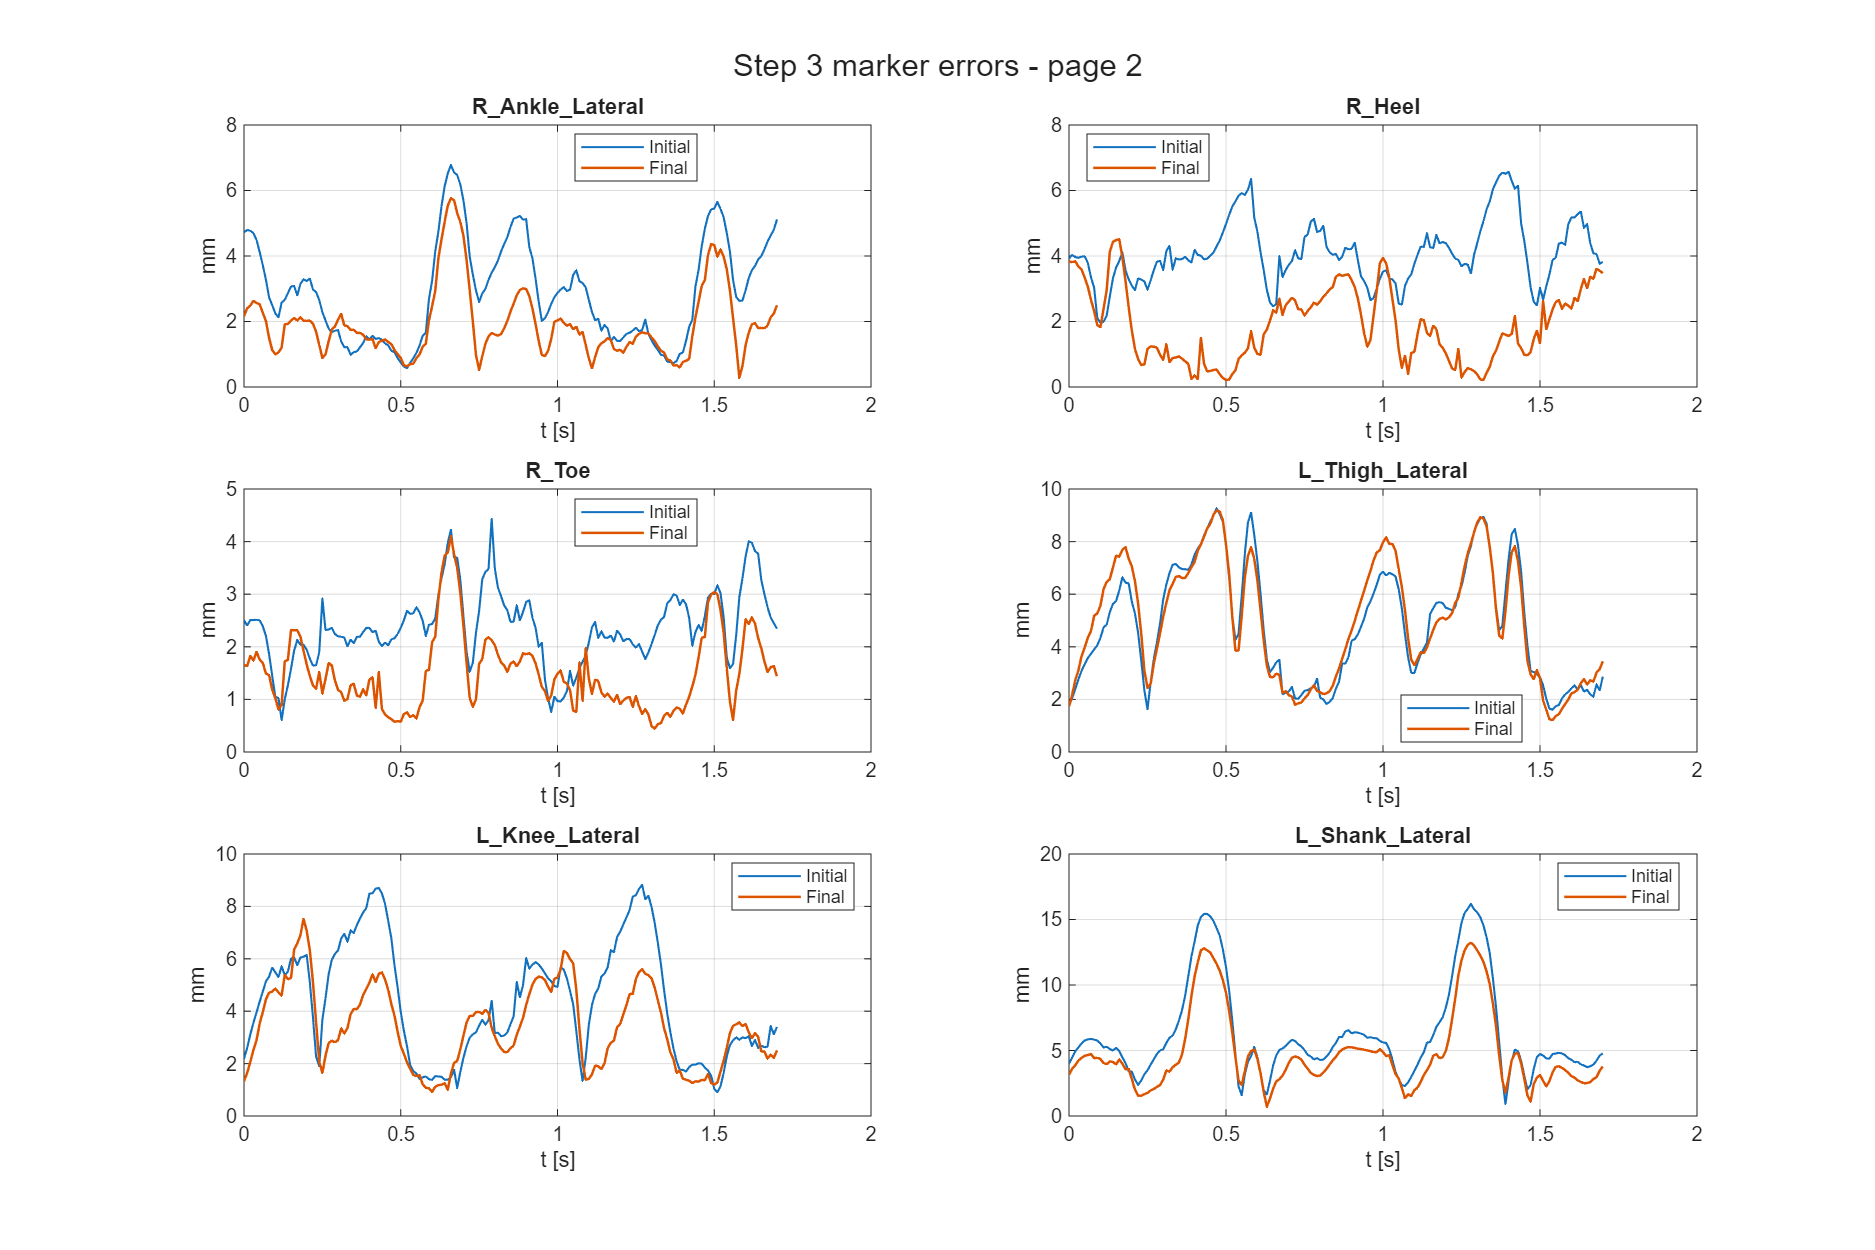 Step 3 marker errors - page 2
R_Ankle_Lateral
8
6
4
2
0
mm
Initial
Final
0 0.5 1 1.5 2
t [s]
R_Heel
8
6
4
2
0
mm
Initial
Final
0 0.5 1 1.5 2
t [s]
R_Toe
5
4
3
2
1
0
mm
Initial
Final
0 0.5 1 1.5 2
t [s]
L_Thigh_Lateral
10
8
6
4
2
0
mm
Initial
Final
0 0.5 1 1.5 2
t [s]
L_Knee_Lateral
10
8
6
4
2
0
mm
Initial
Final
0 0.5 1 1.5 2
t [s]
L_Shank_Lateral
20
15
10
5
0
mm
Initial
Final
0 0.5 1 1.5 2
t [s]